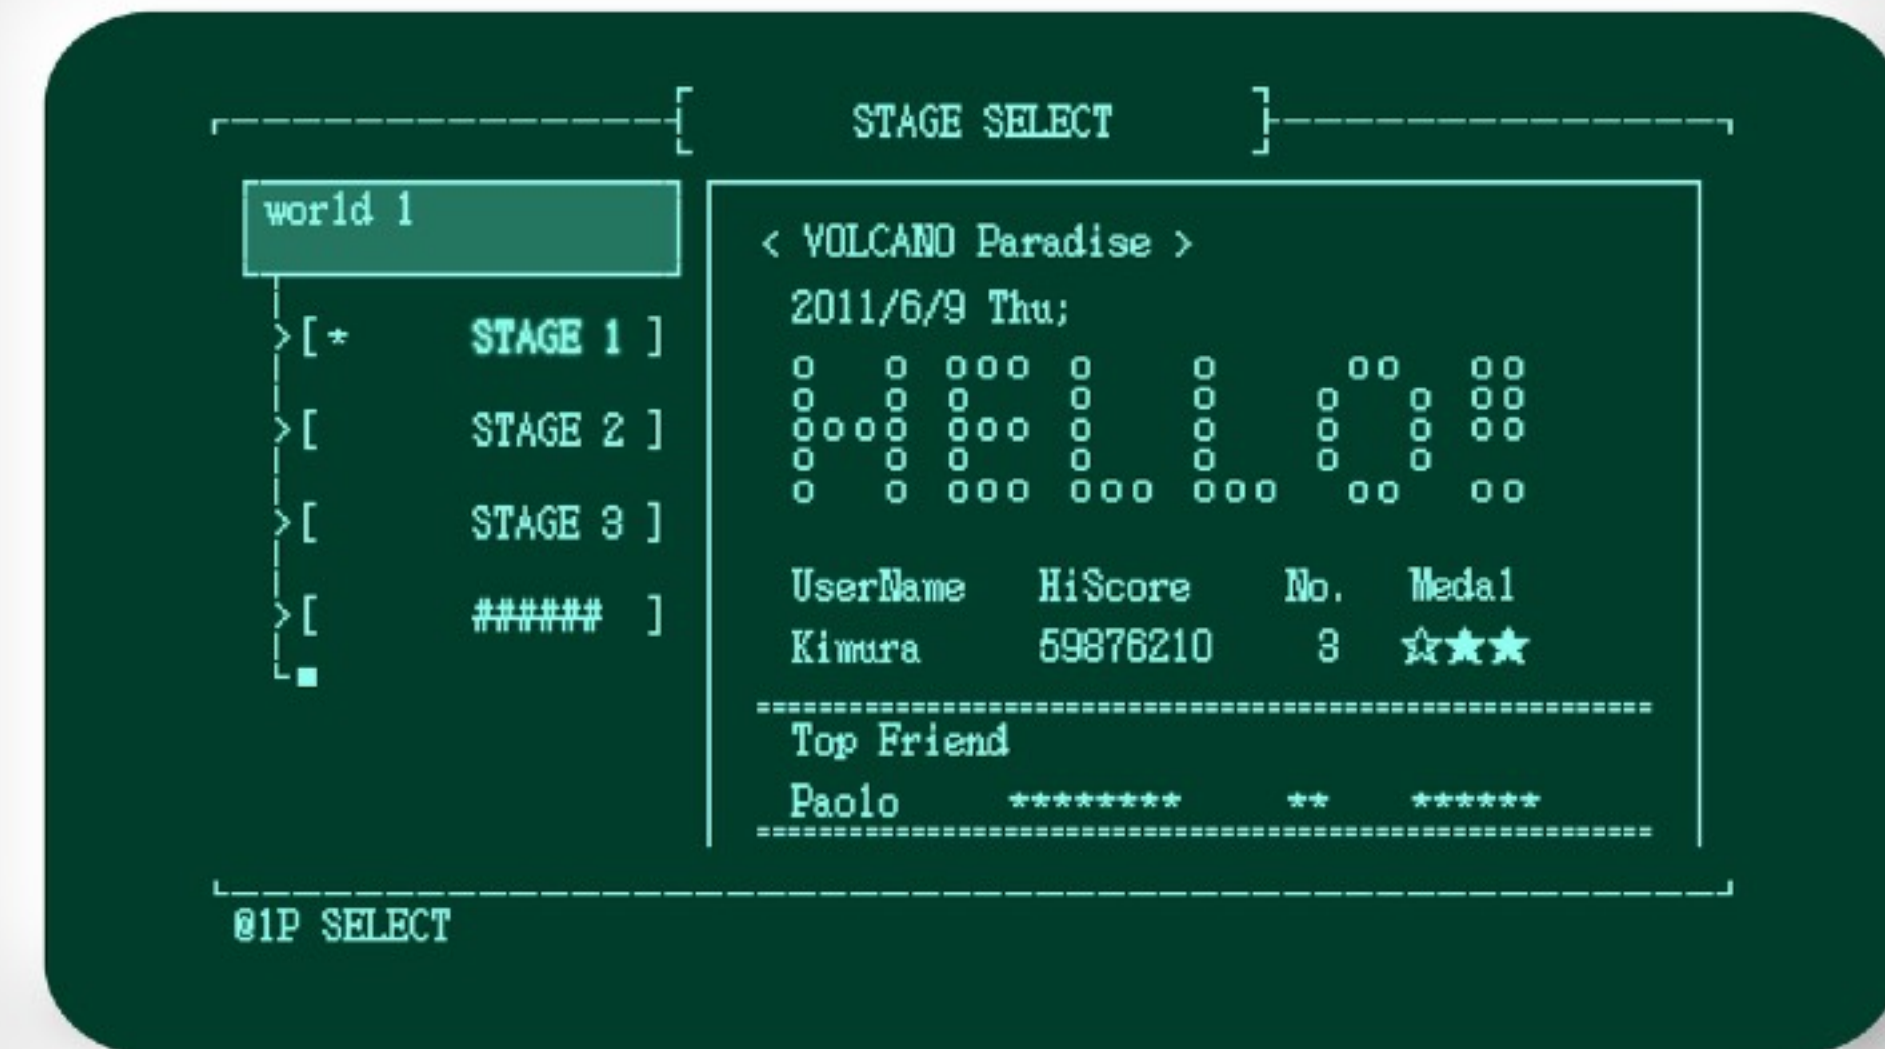 STAGE SELECT
world 1
>[*        STAGE 1 ]
>[         STAGE 2 ]
>[         STAGE 3 ]
>[         ###### ]
< VOLCANO Paradise >
2011/6/9 Thu;
HELLO!!
UserName HiScore No. Medal
Kimura 59876210 3 ☆★★
Top Friend
Paolo ******** ** ******
@1P SELECT